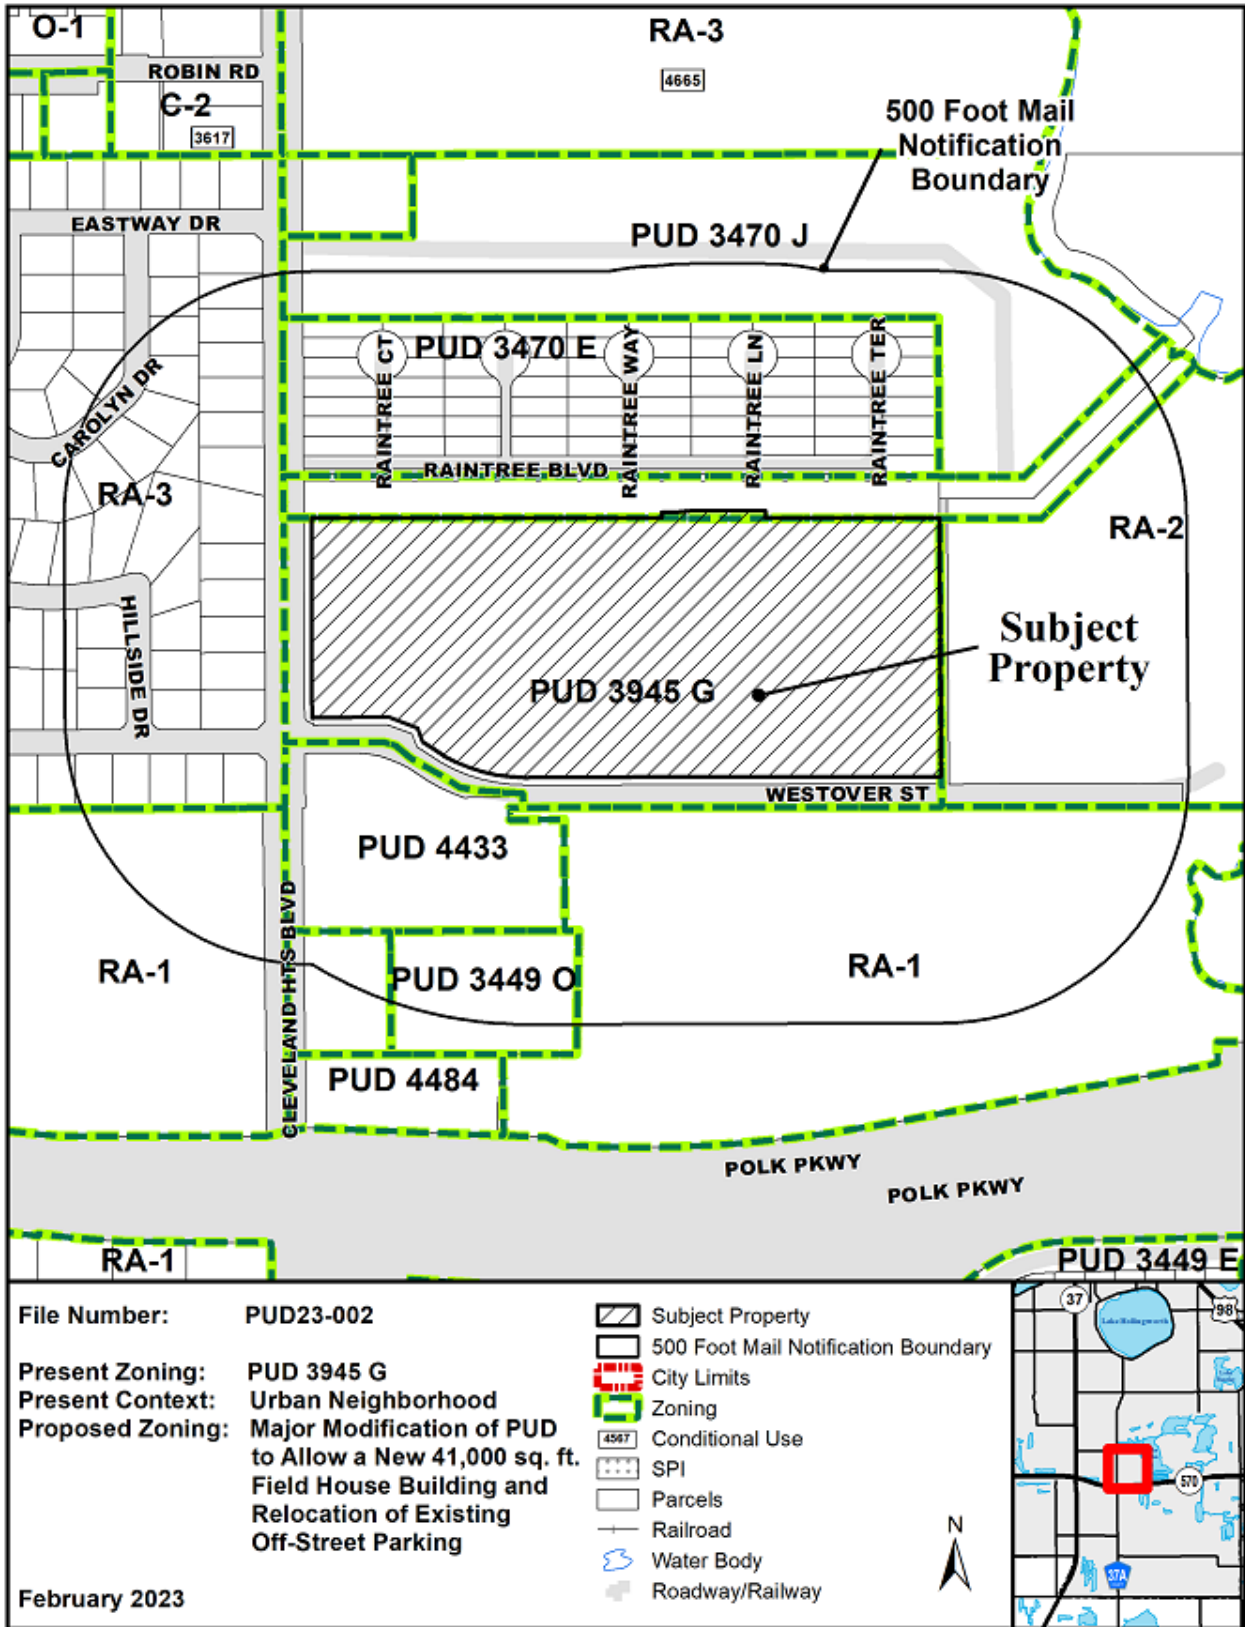 O-1
RA-3
ROBIN RD
4665
C-2
3617
500 Foot Mail
Notification
Boundary
EASTWAY DR
PUD 3470 J
PUD 3470 E
RAINTREE CT
RAINTREE WAY
RAINTREE LN
RAINTREE TER
CAROLYN DR
RAINTREE BLVD
RA-3
RA-2
HILLSIDE DR
Subject
Property
PUD 3945 G
WESTOVER ST
PUD 4433
CLEVELAND HTS BLVD
RA-1
PUD 3449 O
RA-1
PUD 4484
POLK PKWY
POLK PKWY
RA-1
PUD 3449 E
File Number: PUD23-002
Present Zoning: PUD 3945 G
Present Context: Urban Neighborhood
Proposed Zoning: Major Modification of PUD
to Allow a New 41,000 sq. ft.
Field House Building and
Relocation of Existing
Off-Street Parking
February 2023
Subject Property
500 Foot Mail Notification Boundary
City Limits
Zoning
4567 Conditional Use
SPI
Parcels
Railroad
Water Body
Roadway/Railway
N
37
98
Lake Hollingsworth
570
37A